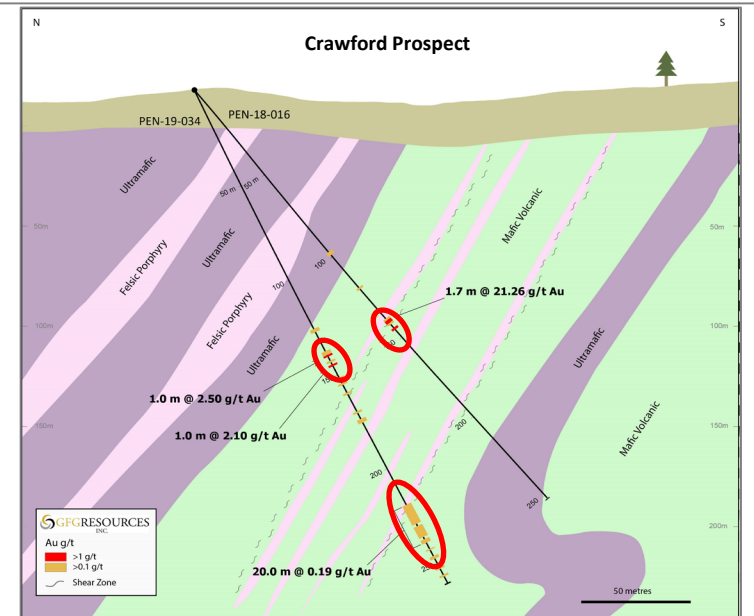 N
S
Crawford Prospect
PEN-19-034
PEN-18-016
Ultramafic
Felsic Porphyry
Ultramafic
Felsic Porphyry
Ultramafic
Mafic Volcanic
Ultramafic
Mafic Volcanic
50 m
50 m
100
100
200
200
250
50m
50m
100m
100m
150m
150m
200m
1.7 m @ 21.26 g/t Au
1.0 m @ 2.50 g/t Au
1.0 m @ 2.10 g/t Au
20.0 m @ 0.19 g/t Au
GFGRESOURCES
INC.
Au g/t
>1 g/t
>0.1 g/t
Shear Zone
50 metres